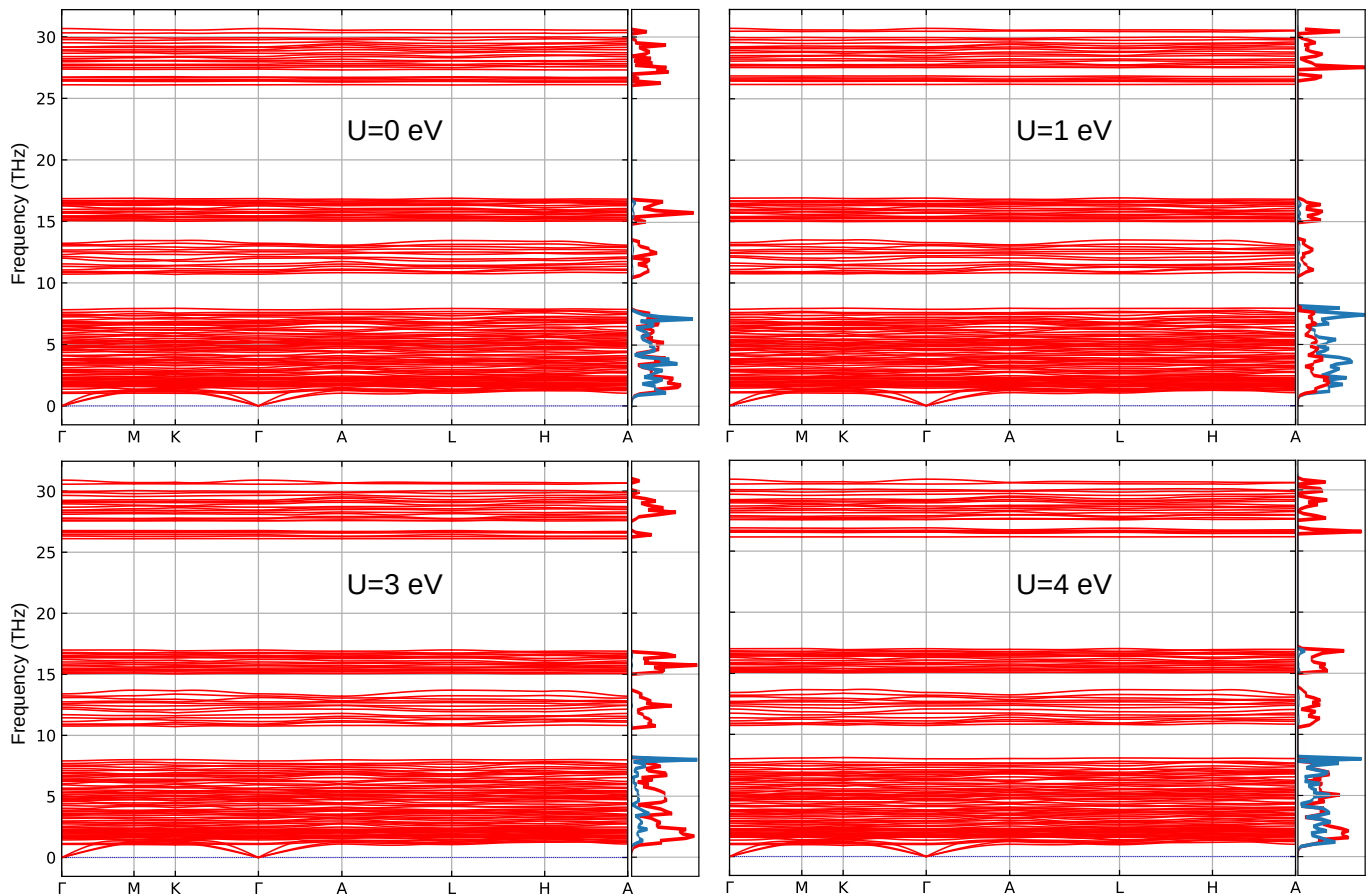 30
25
20
15
10
5
0
Frequency (THz)
U=0 eV
Γ M K Γ A L H A
U=1 eV
Γ M K Γ A L H A
30
25
20
15
10
5
0
Frequency (THz)
U=3 eV
Γ M K Γ A L H A
U=4 eV
Γ M K Γ A L H A